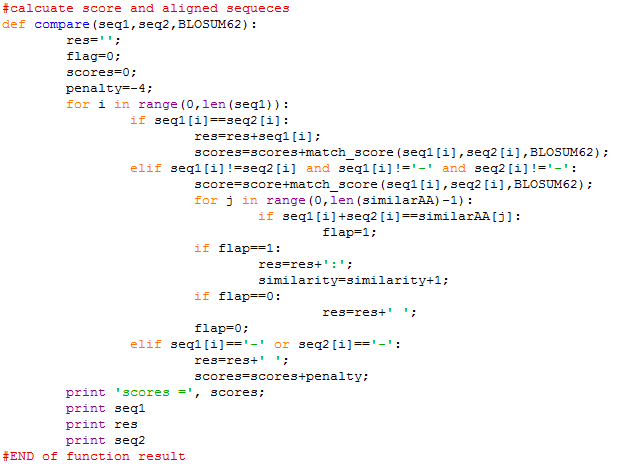 #calcuate score and aligned sequeces
def compare(seq1,seq2,BLOSUM62):
        res='';
        flag=0;
        scores=0;
        penalty=-4;
        for i in range(0,len(seq1)):
                if seq1[i]==seq2[i]:
                        res=res+seq1[i];
                        scores=scores+match_score(seq1[i],seq2[i],BLOSUM62);
                elif seq1[i]!=seq2[i] and seq1[i]!='-' and seq2[i]!='-':
                        score=score+match_score(seq1[i],seq2[i],BLOSUM62);
                        for j in range(0,len(similarAA)-1):
                                if seq1[i]+seq2[i]==similarAA[j]:
                                        flap=1;
                        if flap==1:
                                res=res+':';
                                similarity=similarity+1;
                        if flap==0:
                                        res=res+' ';
                        flap=0;
                elif seq1[i]=='-' or seq2[i]=='-':
                        res=res+' ';
                        scores=scores+penalty;
        print 'scores =', scores;
        print seq1
        print res
        print seq2
#END of function result